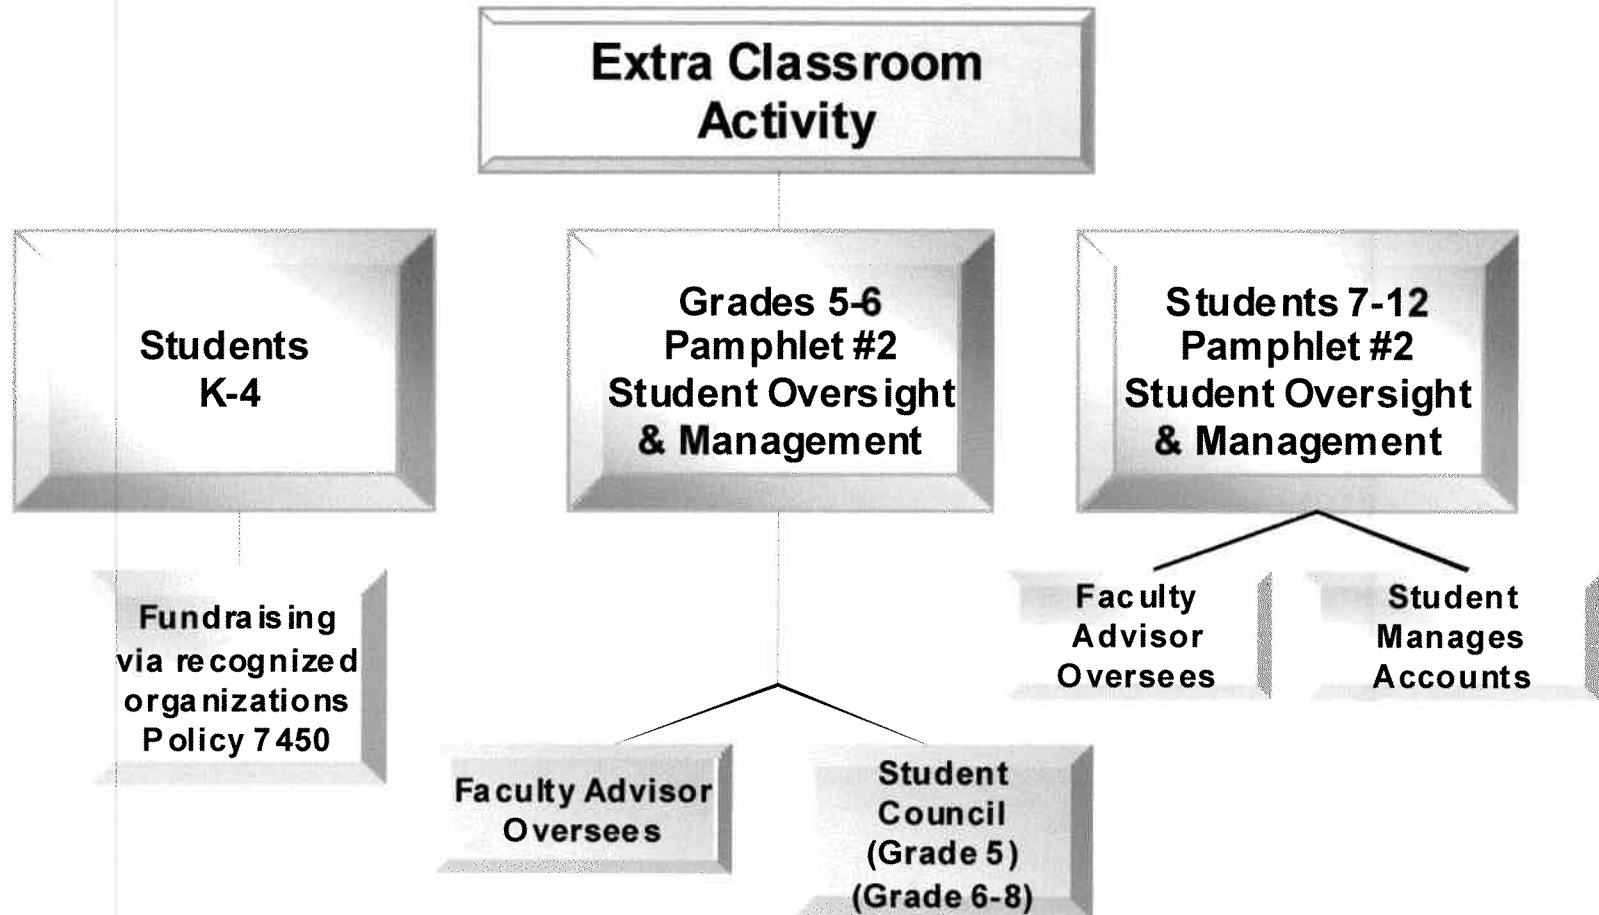 Extra Classroom
Activity
Students
K-4
Grades 5-6
Pamphlet #2
Student Oversight
& Management
Students 7-12
Pamphlet #2
Student Oversight
& Management
Fundraising
via recognized
organizations
Policy 7450
Faculty Advisor
Oversees
Student
Council
(Grade 5)
(Grade 6-8)
Faculty
Advisor
Oversees
Student
Manages
Accounts